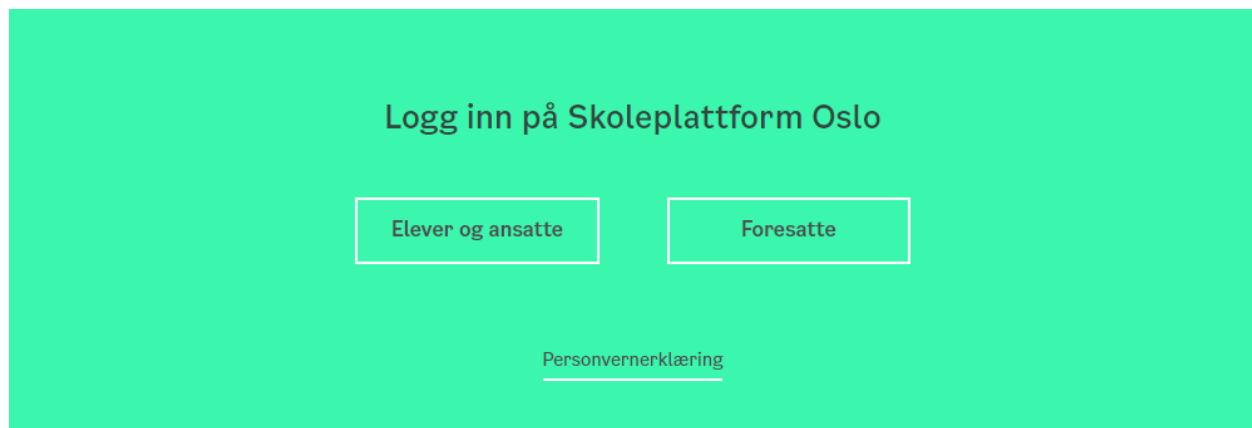 Logg inn på Skoleplattform Oslo
Elever og ansatte
Foresatte
Personvernerklæring